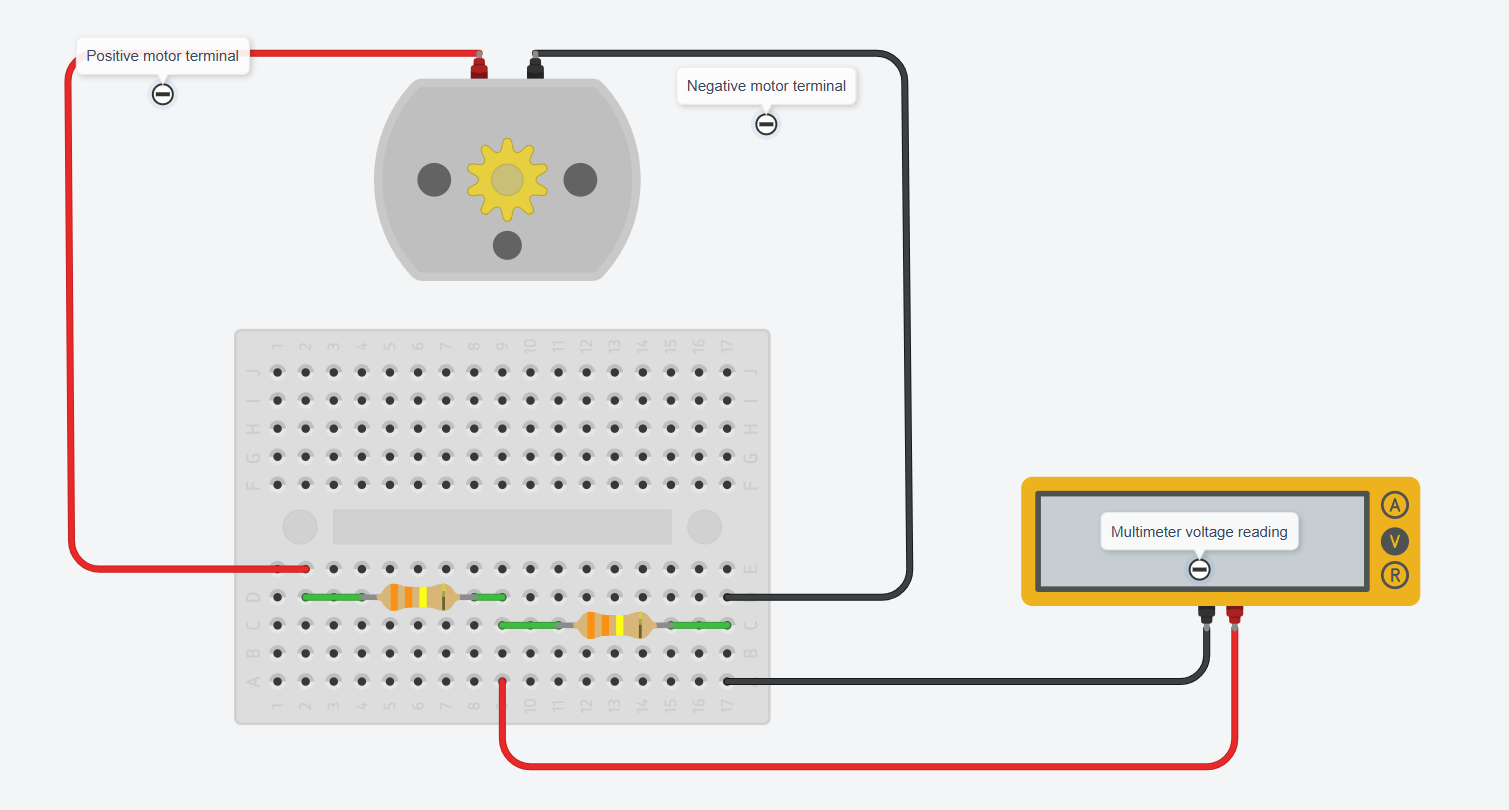 Positive motor terminal
Negative motor terminal
1 2 3 4 5 6 7 8 9 10 11 12 13 14 15 16 17
J J
I I
H H
G G
F F
A
Multimeter voltage reading
V
E
R
D
C C
B B
A
1 2 3 4 5 6 7 8 10 11 12 13 14 15 16 17